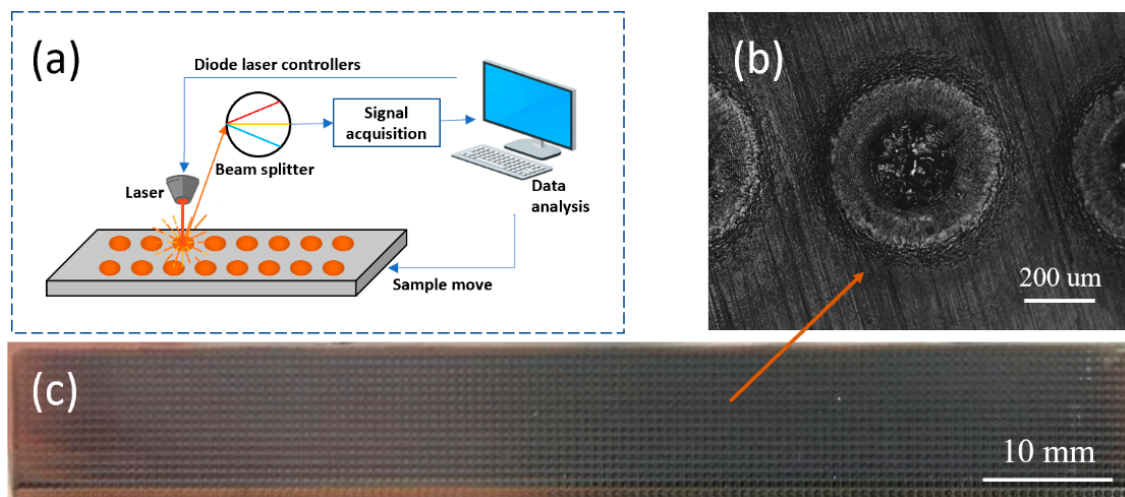 (a)
Diode laser controllers
Signal
acquisition
Beam splitter
Laser
Data
analysis
Sample move
(b)
200 um
(c)
10 mm